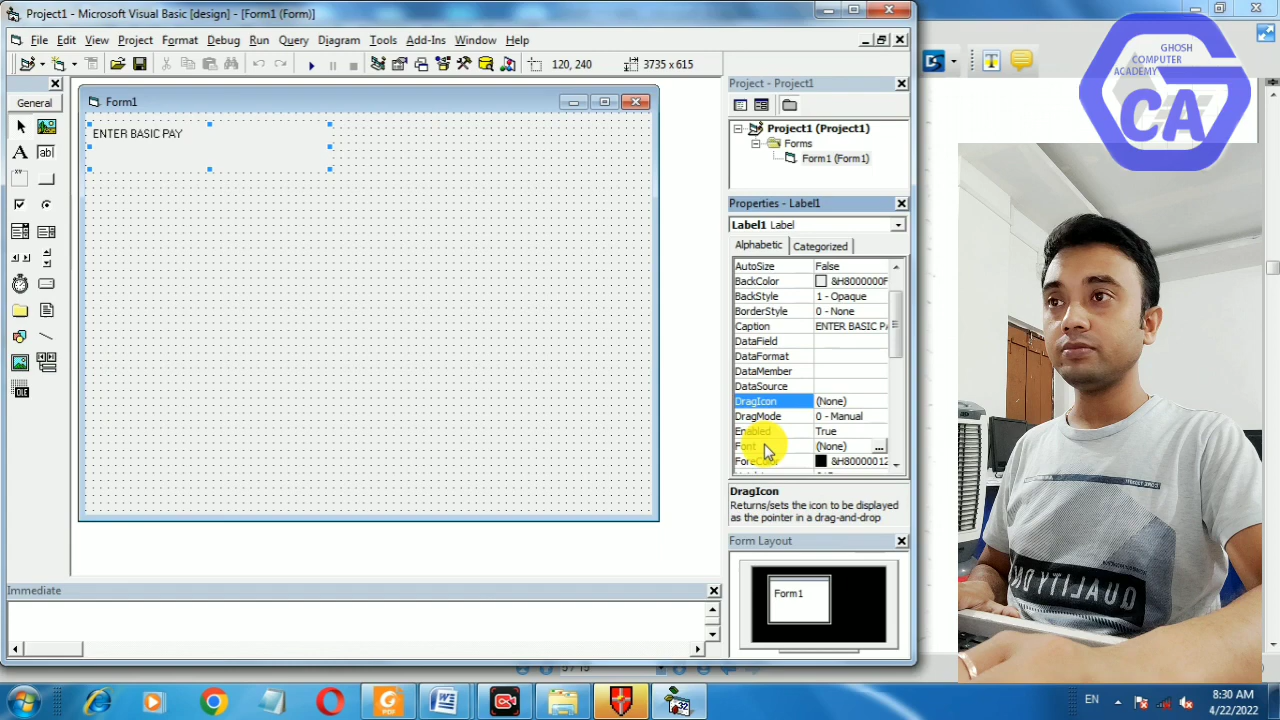 Project1 - Microsoft Visual Basic [design] - [Form1 (Form)]
File Edit View Project Format Debug Run Query Diagram Tools Add-Ins Window Help
120, 240
3735 x 615
General
Form1
ENTER BASIC PAY
Project - Project1
Project1 (Project1)
Forms
Form1 (Form1)
Properties - Label1
Label1 Label
Alphabetic
Categorized
AutoSize False
BackColor &H8000000F
BackStyle 1 - Opaque
BorderStyle 0 - None
Caption ENTER BASIC PA
DataField
DataFormat
DataMember
DataSource
DragIcon (None)
DragMode 0 - Manual
Enabled True
Font (None) ...
ForeColor &H80000012
DragIcon
Returns/sets the icon to be displayed
as the pointer in a drag-and-drop
Form Layout
Form1
Immediate
GHOSH
COMPUTER
ACADEMY
CA
QUALITY
EN
8:30 AM
4/22/2022